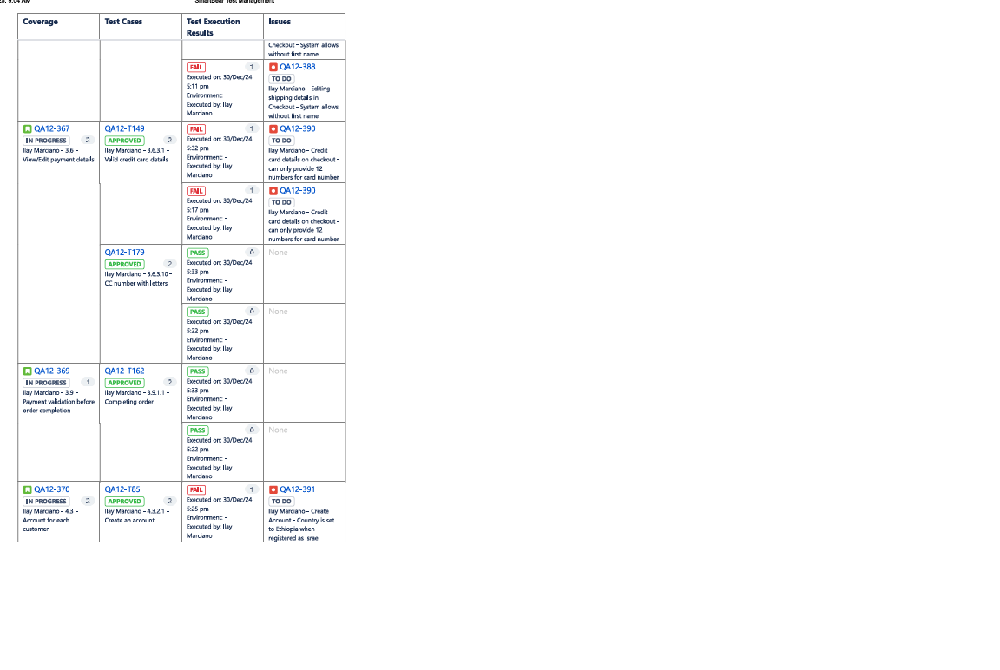 25, 9:04 AM
SmartBear Test Management
Coverage
Test Cases
Test Execution
Results
Issues
Checkout – System allows
without first name
FAIL 1
Executed on: 30/Dec/24
5:11 pm
Environment: –
Executed by: Ilay
Marciano
QA12-388
TO DO
Ilay Marciano – Editing
shipping details in
Checkout – System allows
without first name
QA12-367
IN PROGRESS 2
Ilay Marciano – 3.6 –
View/Edit payment details
QA12-T149
APPROVED 2
Ilay Marciano – 3.6.3.1 –
Valid credit card details
FAIL 1
Executed on: 30/Dec/24
5:32 pm
Environment: –
Executed by: Ilay
Marciano
QA12-390
TO DO
Ilay Marciano – Credit
card details on checkout –
can only provide 12
numbers for card number
FAIL 1
Executed on: 30/Dec/24
5:17 pm
Environment: –
Executed by: Ilay
Marciano
QA12-390
TO DO
Ilay Marciano – Credit
card details on checkout –
can only provide 12
numbers for card number
QA12-T179
APPROVED 2
Ilay Marciano – 3.6.3.10 –
CC number with letters
PASS 0
Executed on: 30/Dec/24
5:33 pm
Environment: –
Executed by: Ilay
Marciano
None
PASS 0
Executed on: 30/Dec/24
5:22 pm
Environment: –
Executed by: Ilay
Marciano
None
QA12-369
IN PROGRESS 1
Ilay Marciano – 3.9 –
Payment validation before
order completion
QA12-T162
APPROVED 2
Ilay Marciano – 3.9.1.1 –
Completing order
PASS 0
Executed on: 30/Dec/24
5:33 pm
Environment: –
Executed by: Ilay
Marciano
None
PASS 0
Executed on: 30/Dec/24
5:22 pm
Environment: –
Executed by: Ilay
Marciano
None
QA12-370
IN PROGRESS 2
Ilay Marciano – 4.3 –
Account for each
customer
QA12-T85
APPROVED 2
Ilay Marciano – 4.3.2.1 –
Create an account
FAIL 1
Executed on: 30/Dec/24
5:25 pm
Environment: –
Executed by: Ilay
Marciano
QA12-391
TO DO
Ilay Marciano – Create
Account – Country is set
to Ethiopia when
registered as Israel